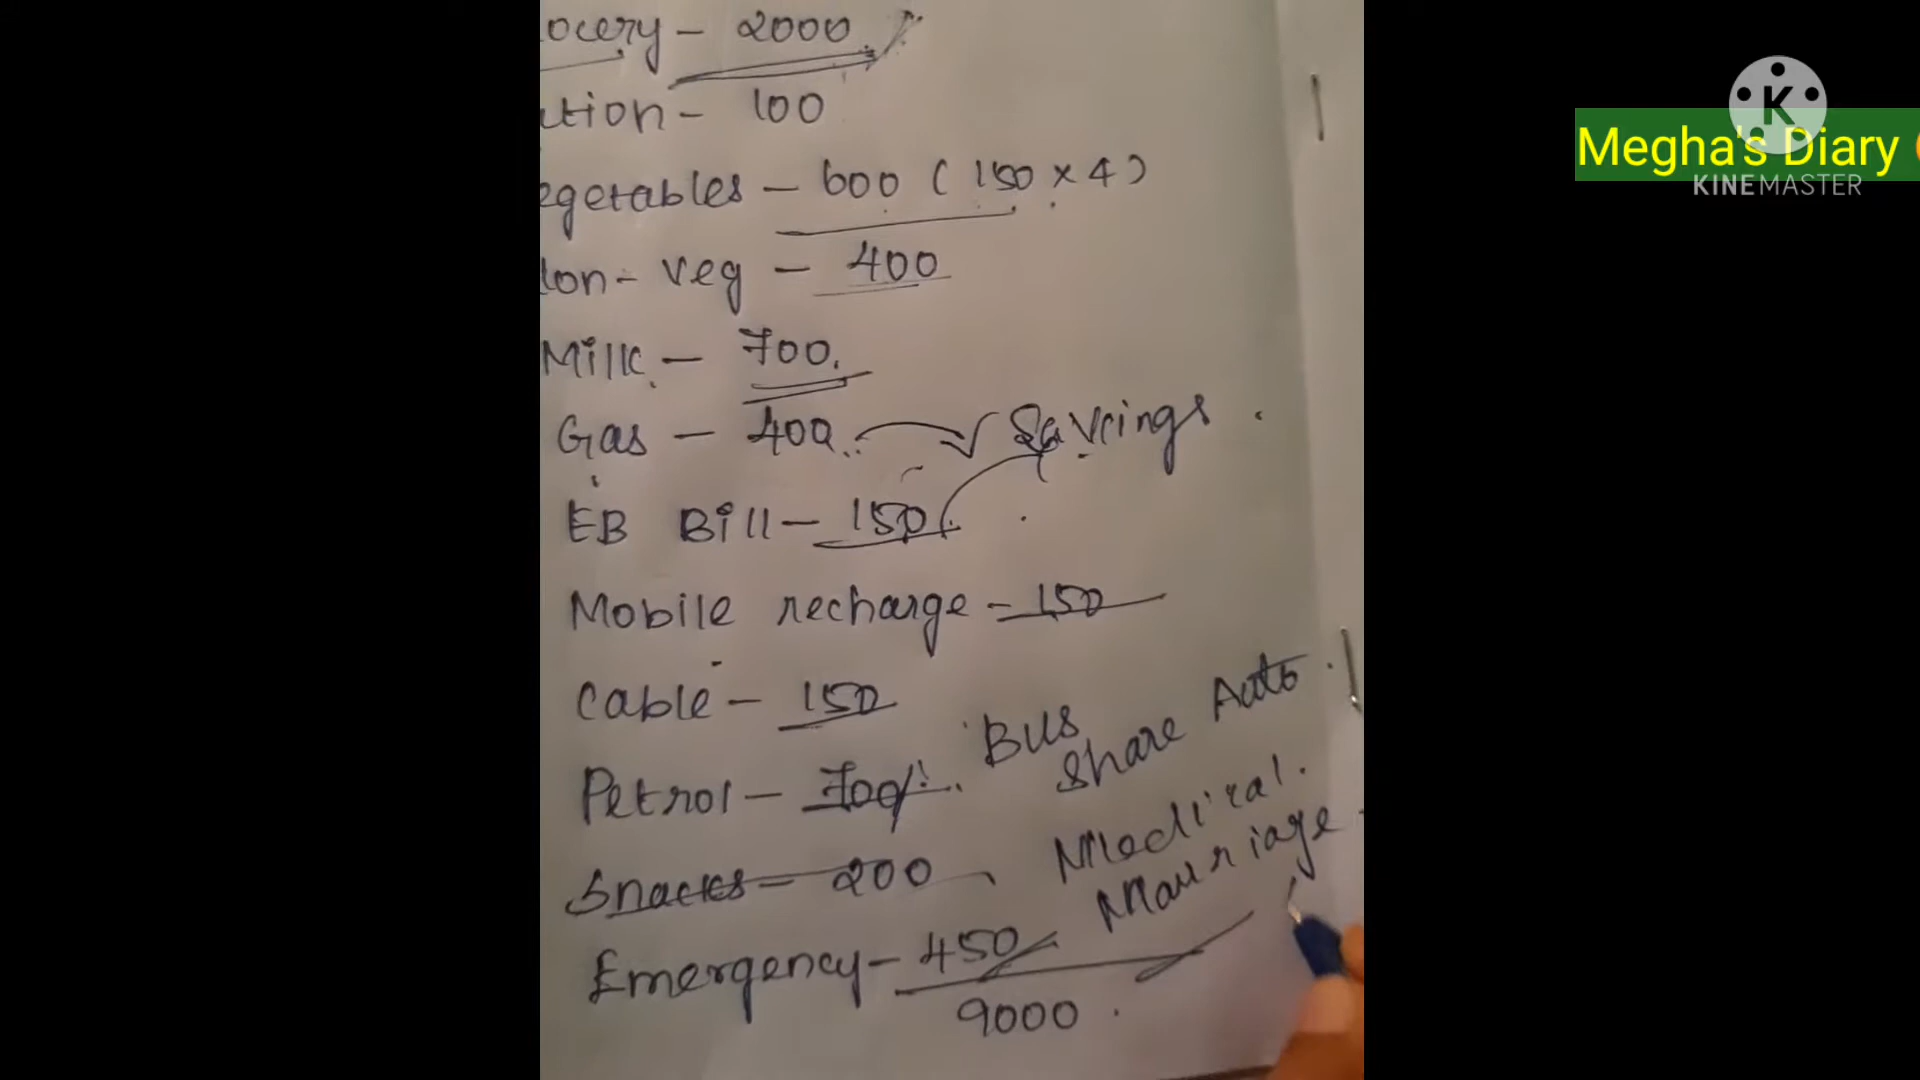 ocery - 2000
ation - 100
egetables - 600 (150 x 4)
on - veg - 400
Milk - 700.
Gas - 400 Savings
EB Bill - 150
Mobile recharge - 150
Cable - 150
Petrol - 700/- Bus
Share Auto
Snacks - 200 Medical
Marriage
Emergency - 450
9000
Megha's Diary
K
KINEMASTER